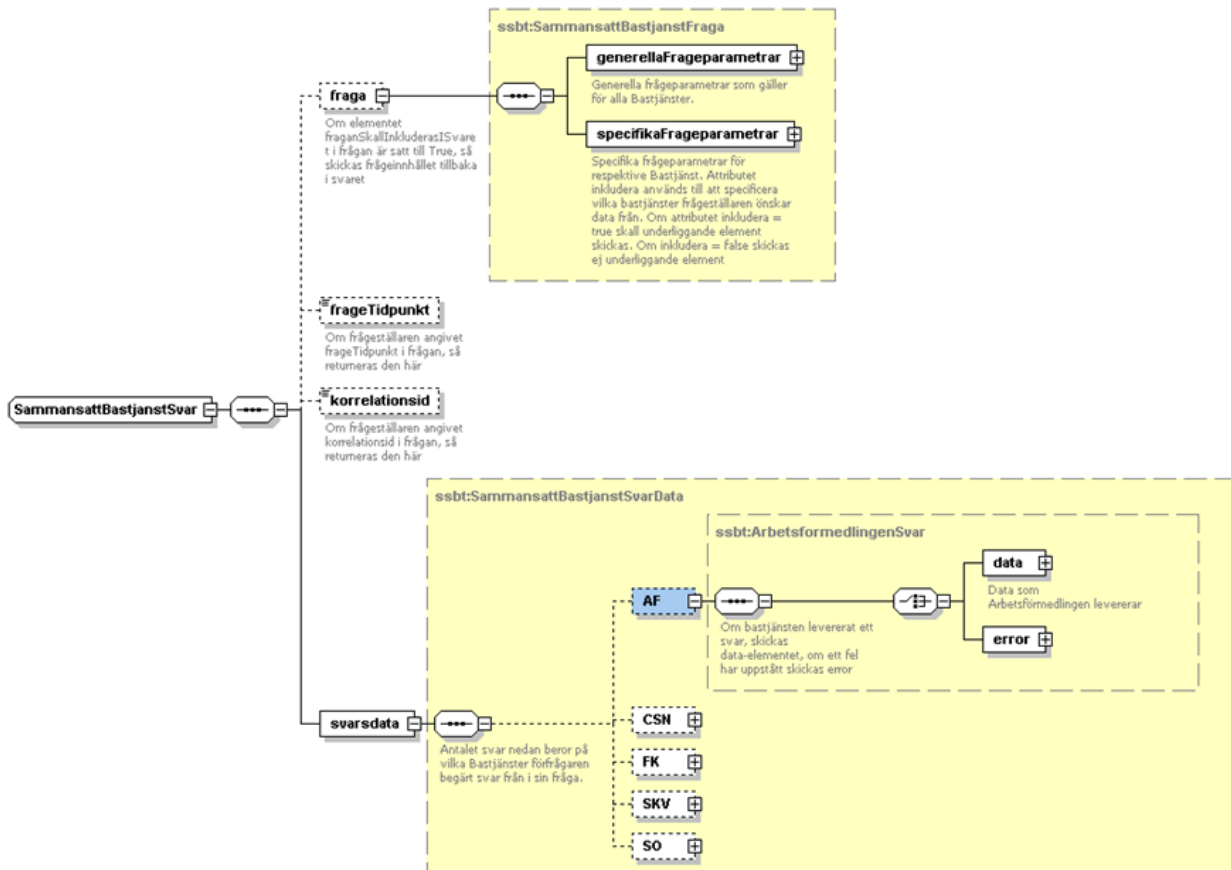 ssbt:SammansattBastjanstFraga
generellaFrageparametrar
Generella frågeparametrar som gäller
för alla Bastjänster.
fraga
Om elementet
fraganSkallInkluderasISvare
t i frågan är satt till True, så
skickas frågeinnhållet tillbaka
i svaret
specifikaFrageparametrar
Specifika frågeparametrar för
respektive Bastjänst. Attributet
inkludera används till att specificera
vilka bastjänster frågeställaren önskar
data från. Om attributet inkludera =
true skall underliggande element
skickas. Om inkludera = false skickas
ej underliggande element
frageTidpunkt
Om frågeställaren angivet
frageTidpunkt i frågan, så
returneras den här
SammansattBastjanstSvar
korrelationsid
Om frågeställaren angivet
korrelationsid i frågan, så
returneras den här
ssbt:SammansattBastjanstSvarData
ssbt:ArbetsformedlingenSvar
AF
Om bastjänsten levererat ett
svar, skickas
data-elementet, om ett fel
har uppstått skickas error
data
Data som
Arbetsförmedlingen levererar
error
svarsdata
Antalet svar nedan beror på
vilka Bastjänster förfrågaren
begärt svar från i sin fråga.
CSN
FK
SKV
SO